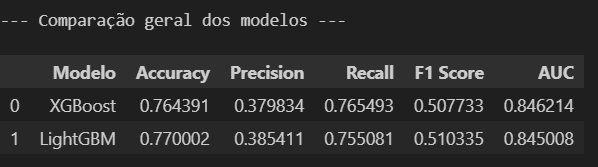 --- Comparação geral dos modelos ---
Modelo Accuracy Precision Recall F1 Score AUC
0 XGBoost 0.764391 0.379834 0.765493 0.507733 0.846214
1 LightGBM 0.770002 0.385411 0.755081 0.510335 0.845008